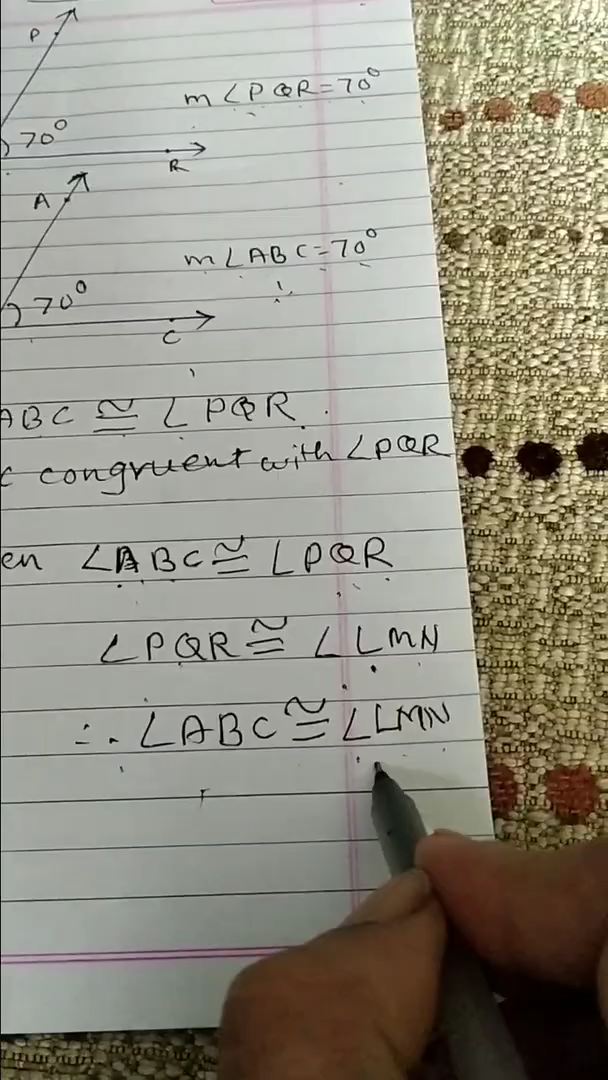 P
m∠PQR=70°
70°
R
A
m∠ABC=70°
70°
C
ABC ≅ ∠PQR.
c congruent with ∠PQR
en ∠ABC ≅ ∠PQR
∠PQR ≅ ∠LMN
∴ ∠ABC ≅ ∠LMN